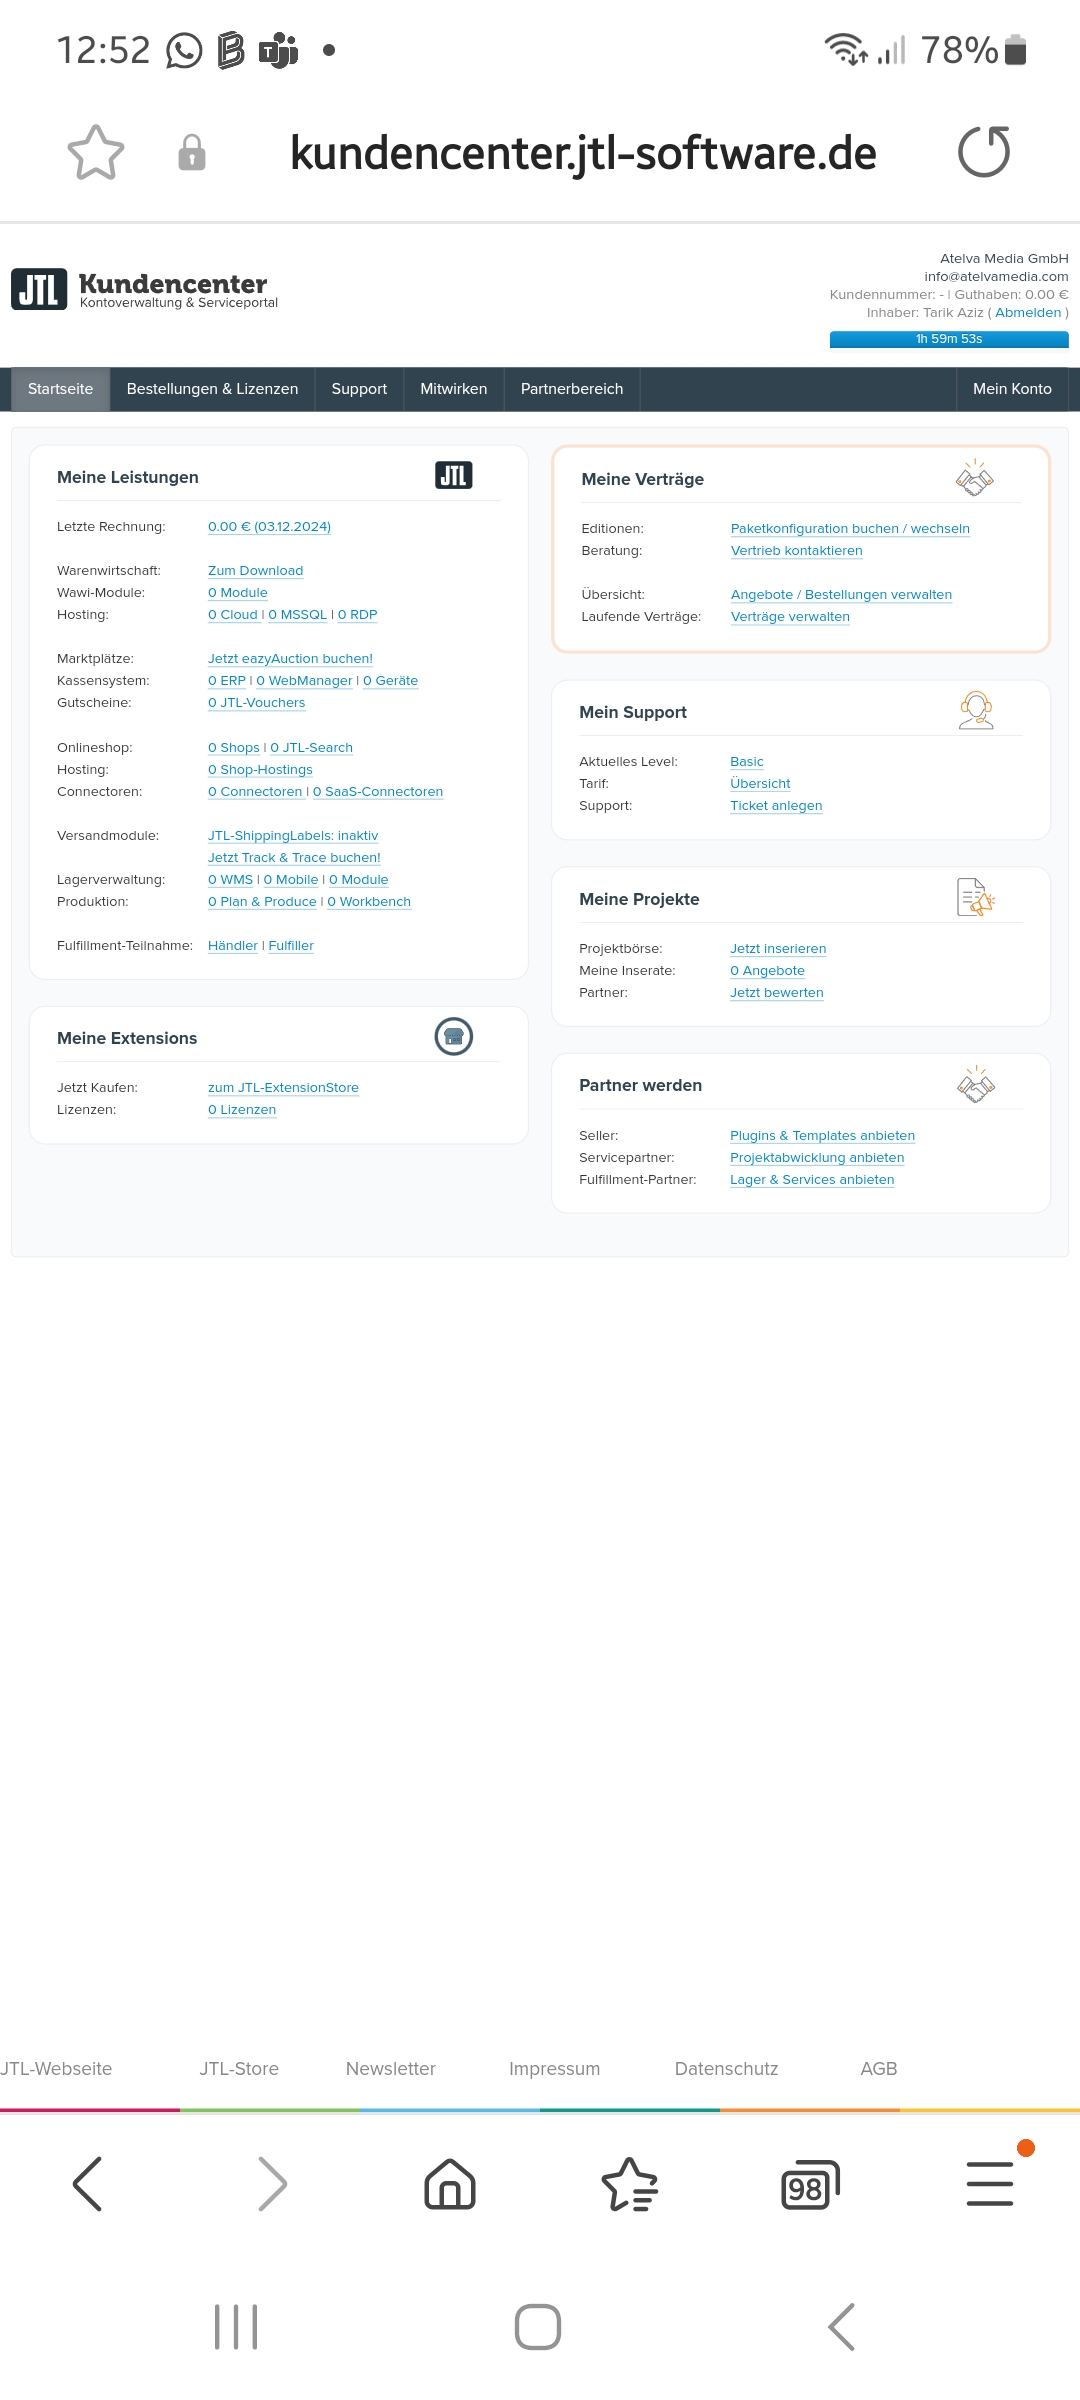 12:52
78%
kundencenter.jtl-software.de
JTL Kundencenter
Kontoverwaltung & Serviceportal
Atelva Media GmbH
info@atelvamedia.com
Kundennummer: - | Guthaben: 0.00 €
Inhaber: Tarik Aziz ( Abmelden )
1h 59m 53s
Startseite
Bestellungen & Lizenzen
Support
Mitwirken
Partnerbereich
Mein Konto
Meine Leistungen
JTL
Letzte Rechnung: 0.00 € (03.12.2024)
Warenwirtschaft: Zum Download
Wawi-Module: 0 Module
Hosting: 0 Cloud | 0 MSSQL | 0 RDP
Marktplätze: Jetzt eazyAuction buchen!
Kassensystem: 0 ERP | 0 WebManager | 0 Geräte
Gutscheine: 0 JTL-Vouchers
Onlineshop: 0 Shops | 0 JTL-Search
Hosting: 0 Shop-Hostings
Connectoren: 0 Connectoren | 0 SaaS-Connectoren
Versandmodule: JTL-ShippingLabels: inaktiv
Jetzt Track & Trace buchen!
Lagerverwaltung: 0 WMS | 0 Mobile | 0 Module
Produktion: 0 Plan & Produce | 0 Workbench
Fulfillment-Teilnahme: Händler | Fulfiller
Meine Extensions
Jetzt Kaufen: zum JTL-ExtensionStore
Lizenzen: 0 Lizenzen
Meine Verträge
Editionen: Paketkonfiguration buchen / wechseln
Beratung: Vertrieb kontaktieren
Übersicht: Angebote / Bestellungen verwalten
Laufende Verträge: Verträge verwalten
Mein Support
Aktuelles Level: Basic
Tarif: Übersicht
Support: Ticket anlegen
Meine Projekte
Projektbörse: Jetzt inserieren
Meine Inserate: 0 Angebote
Partner: Jetzt bewerten
Partner werden
Seller: Plugins & Templates anbieten
Servicepartner: Projektabwicklung anbieten
Fulfillment-Partner: Lager & Services anbieten
JTL-Webseite
JTL-Store
Newsletter
Impressum
Datenschutz
AGB
98